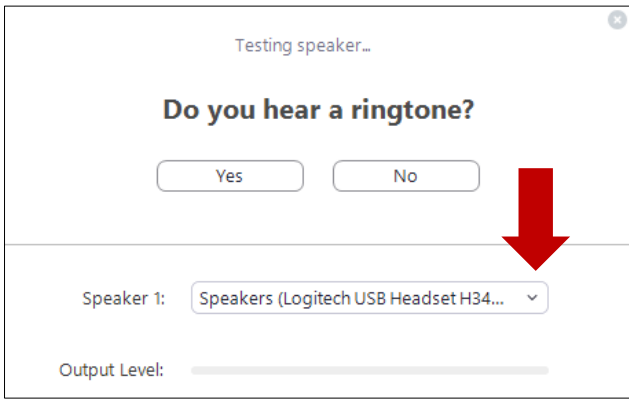 Testing speaker...
Do you hear a ringtone?
Yes No
Speaker 1: Speakers (Logitech USB Headset H34...
Output Level: